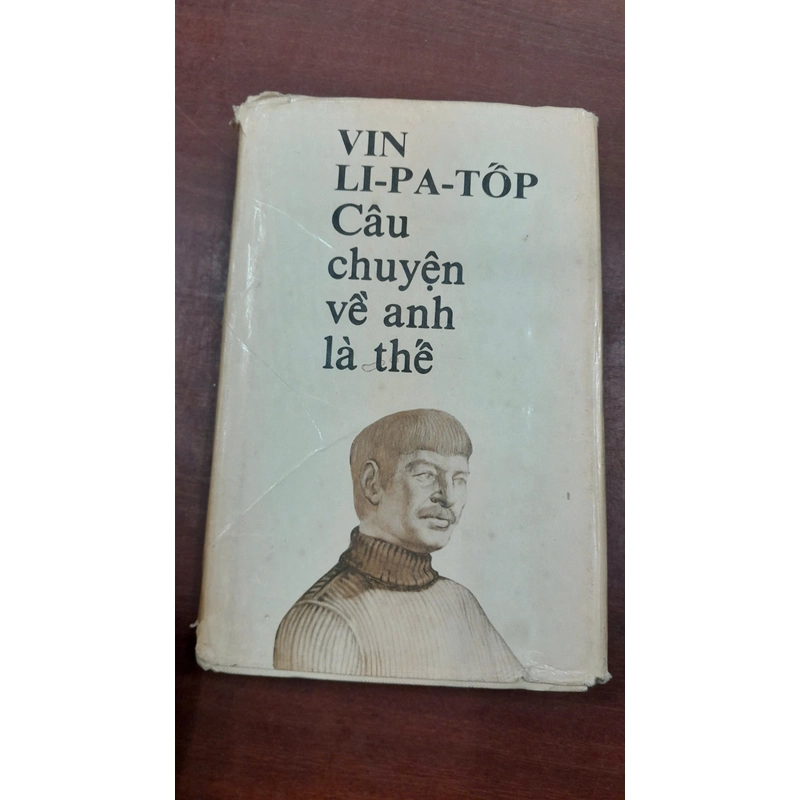 VIN
LI-PA-TỐP
Câu
chuyện
về anh
là thế